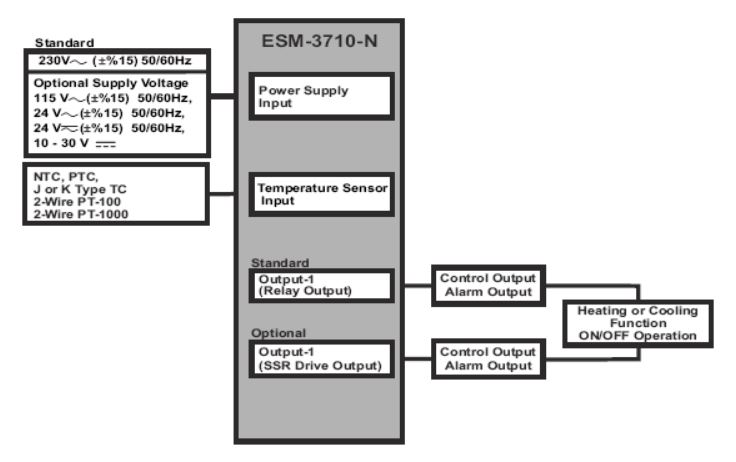 Standard
230V～ (±%15) 50/60Hz
Optional Supply Voltage
115 V～(±%15) 50/60Hz,
24 V～(±%15) 50/60Hz,
24 V⏦(±%15) 50/60Hz,
10 - 30 V ⎓
NTC, PTC,
J or K Type TC
2-Wire PT-100
2-Wire PT-1000
ESM-3710-N
Power Supply
Input
Temperature Sensor
Input
Standard
Output-1
(Relay Output)
Optional
Output-1
(SSR Drive Output)
Control Output
Alarm Output
Control Output
Alarm Output
Heating or Cooling
Function
ON/OFF Operation